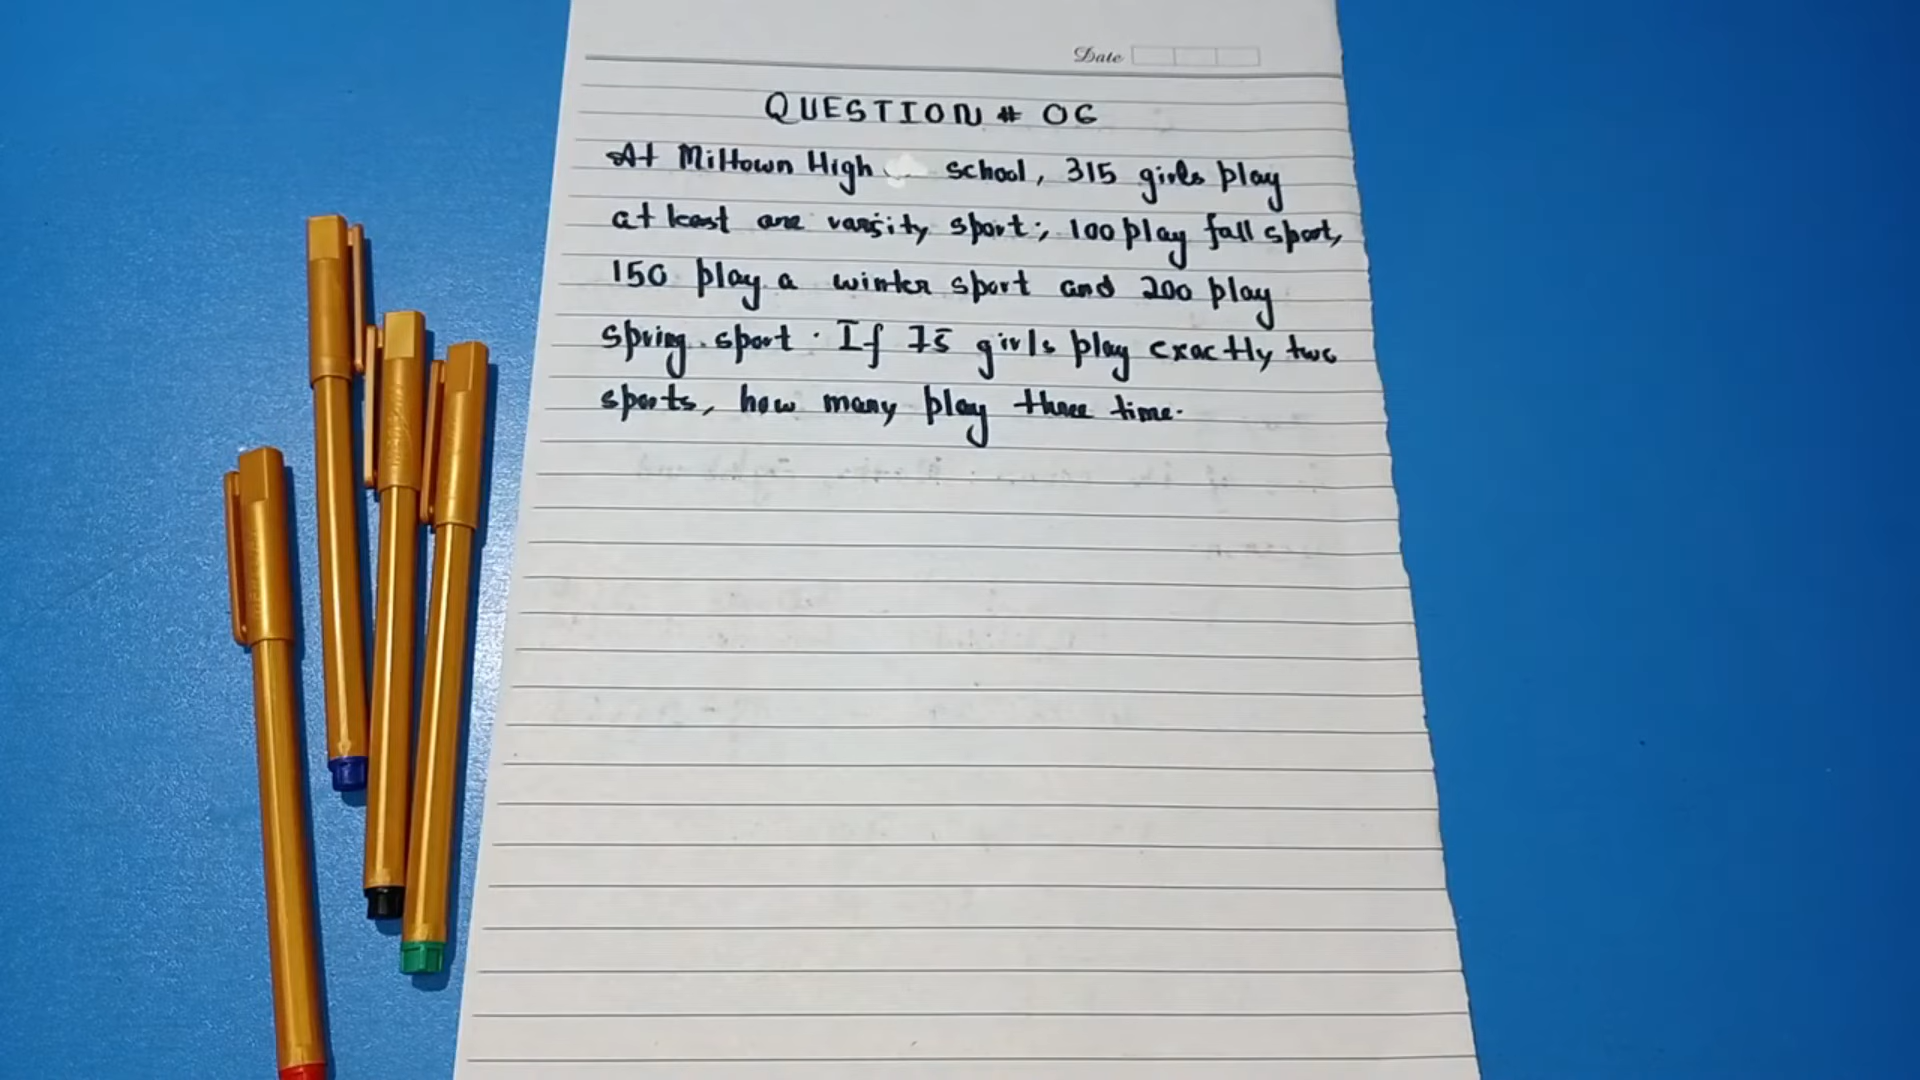 Date
QUESTION # 06
At Milltown High school, 315 girls play
at least one varsity sport; 100 play fall sport,
150 play a winter sport and 200 play
spring sport. If 75 girls play exactly two
sports, how many play three time.